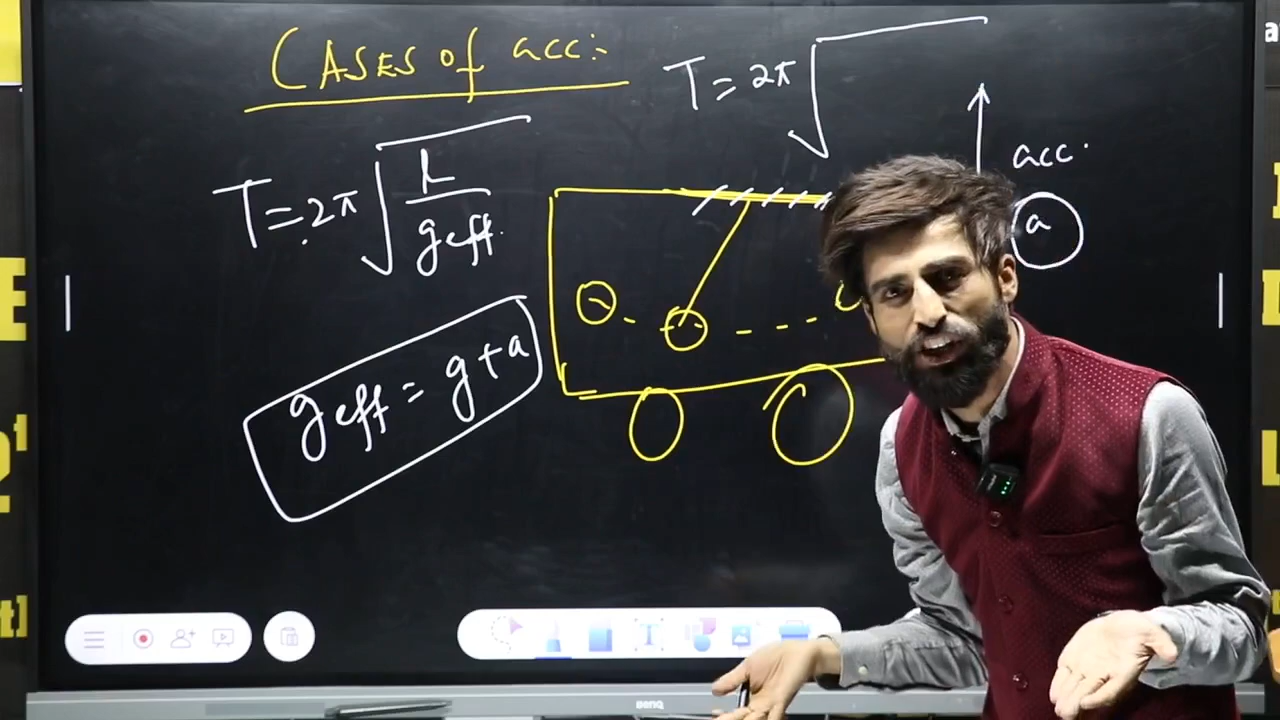 CASES of acc:-
T = 2π√
acc.
a
T = 2π√ L / geff.
geff = g + a
T
BenQ